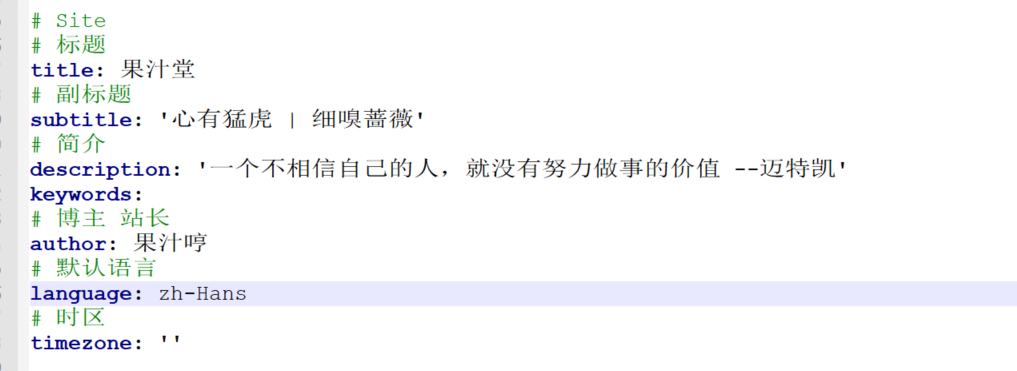 # Site
# 标题
title: 果汁堂
# 副标题
subtitle: '心有猛虎 | 细嗅蔷薇'
# 简介
description: '一个不相信自己的人，就没有努力做事的价值 --迈特凯'
keywords:
# 博主 站长
author: 果汁哼
# 默认语言
language: zh-Hans
# 时区
timezone: ''